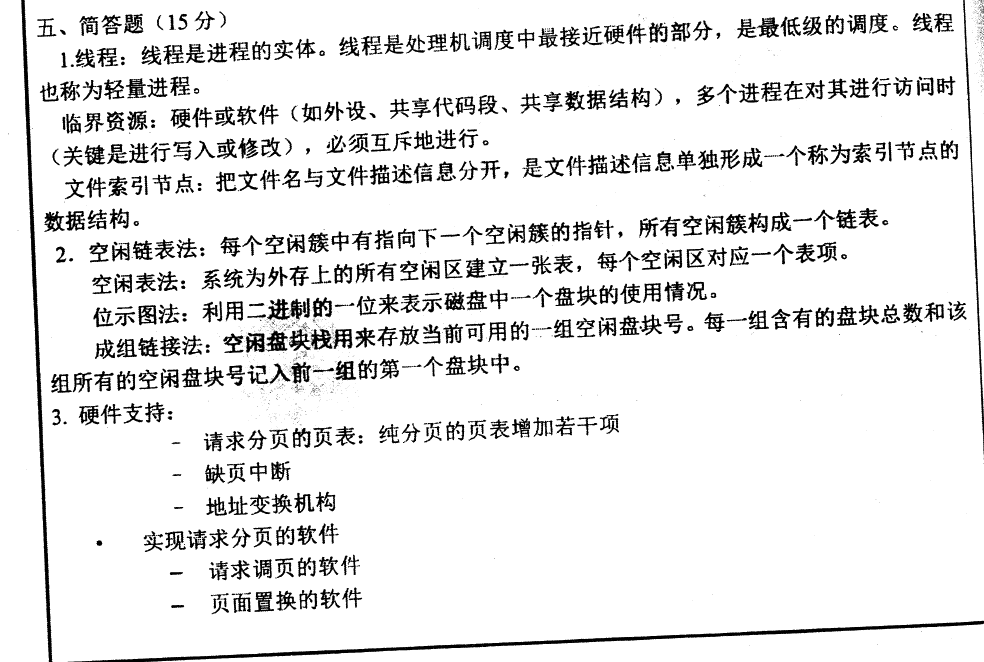 五、简答题（15 分）
1.线程：线程是进程的实体。线程是处理机调度中最接近硬件的部分，是最低级的调度。线程
也称为轻量进程。
临界资源：硬件或软件（如外设、共享代码段、共享数据结构），多个进程在对其进行访问时
（关键是进行写入或修改），必须互斥地进行。
文件索引节点：把文件名与文件描述信息分开，是文件描述信息单独形成一个称为索引节点的
数据结构。
2．空闲链表法：每个空闲簇中有指向下一个空闲簇的指针，所有空闲簇构成一个链表。
空闲表法：系统为外存上的所有空闲区建立一张表，每个空闲区对应一个表项。
位示图法：利用二进制的一位来表示磁盘中一个盘块的使用情况。
成组链接法：空闲盘块栈用来存放当前可用的一组空闲盘块号。每一组含有的盘块总数和该
组所有的空闲盘块号记入前一组的第一个盘块中。
3. 硬件支持：
－ 请求分页的页表：纯分页的页表增加若干项
－ 缺页中断
－ 地址变换机构
• 实现请求分页的软件
－ 请求调页的软件
－ 页面置换的软件